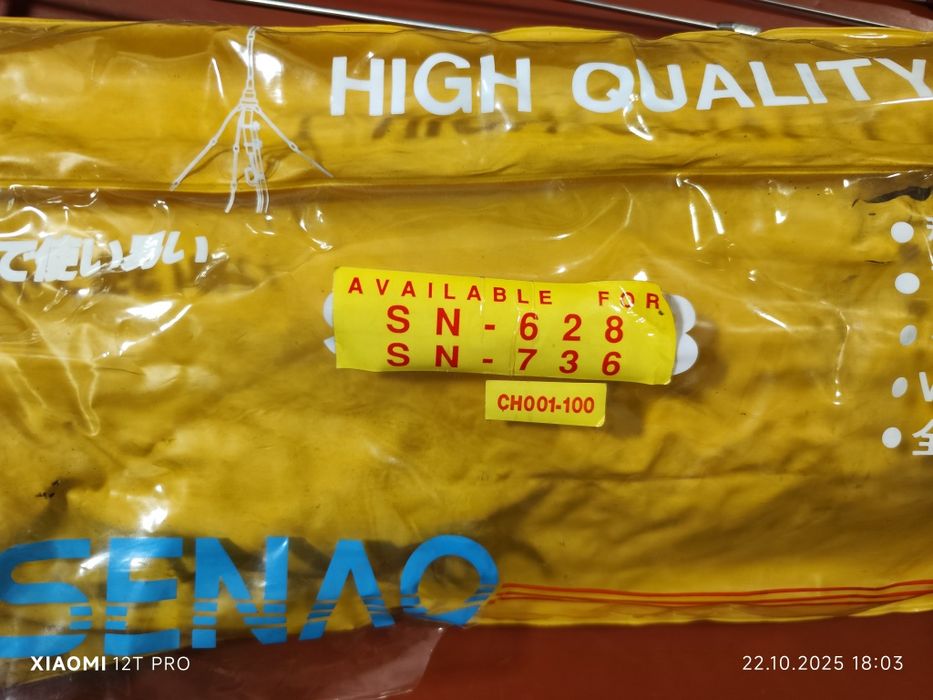 HIGH QUALITY
で使い易い
AVAILABLE FOR
SN-628
SN-736
CH001-100
V
全
SENAO
XIAOMI 12T PRO
22.10.2025 18:03